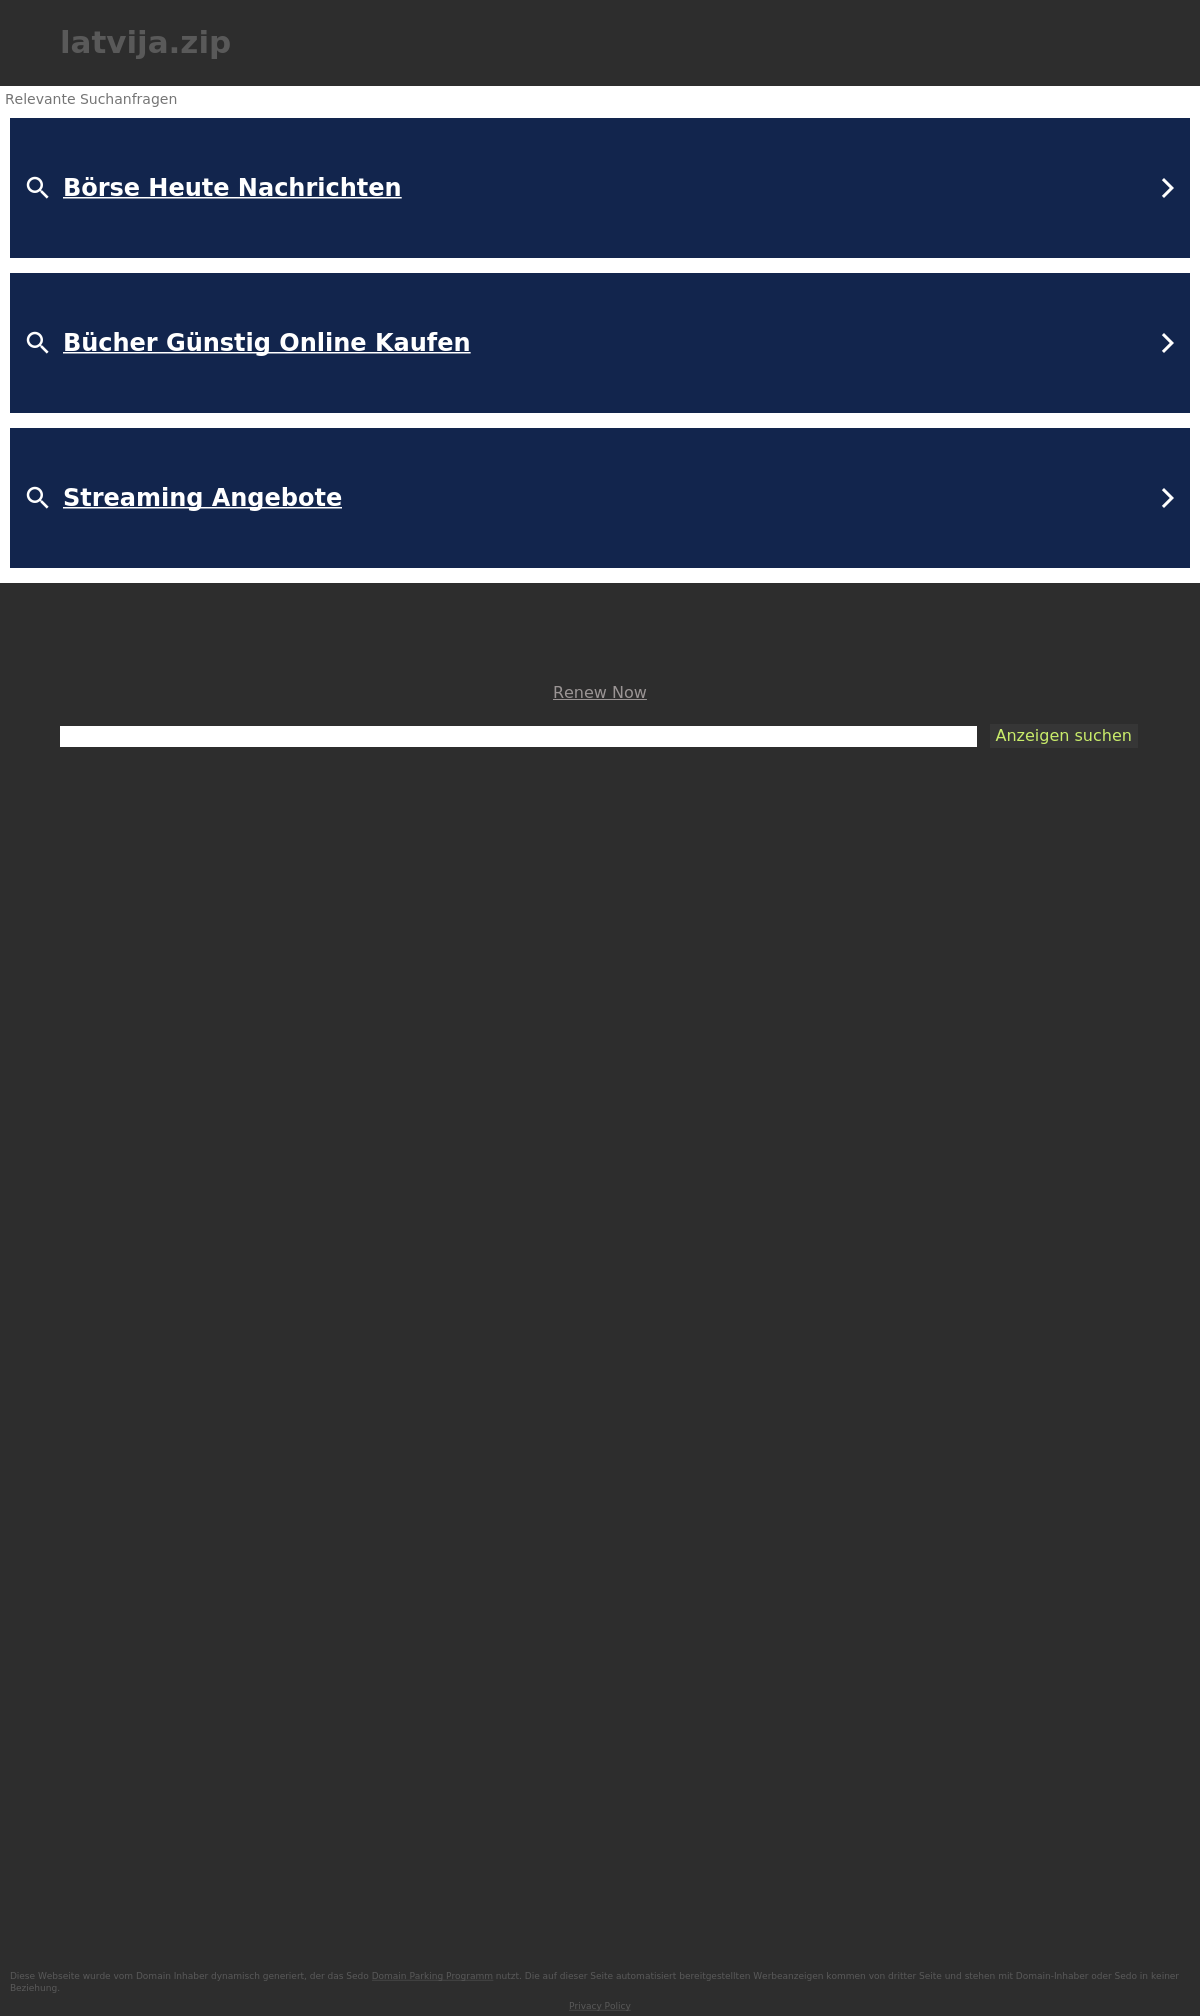 latvija.zip
Relevante Suchanfragen
Börse Heute Nachrichten
Bücher Günstig Online Kaufen
Streaming Angebote
Renew Now
Anzeigen suchen
Diese Webseite wurde vom Domain Inhaber dynamisch generiert, der das Sedo Domain Parking Programm nutzt. Die auf dieser Seite automatisiert bereitgestellten Werbeanzeigen kommen von dritter Seite und stehen mit Domain-Inhaber oder Sedo in keiner
Beziehung.
Privacy Policy